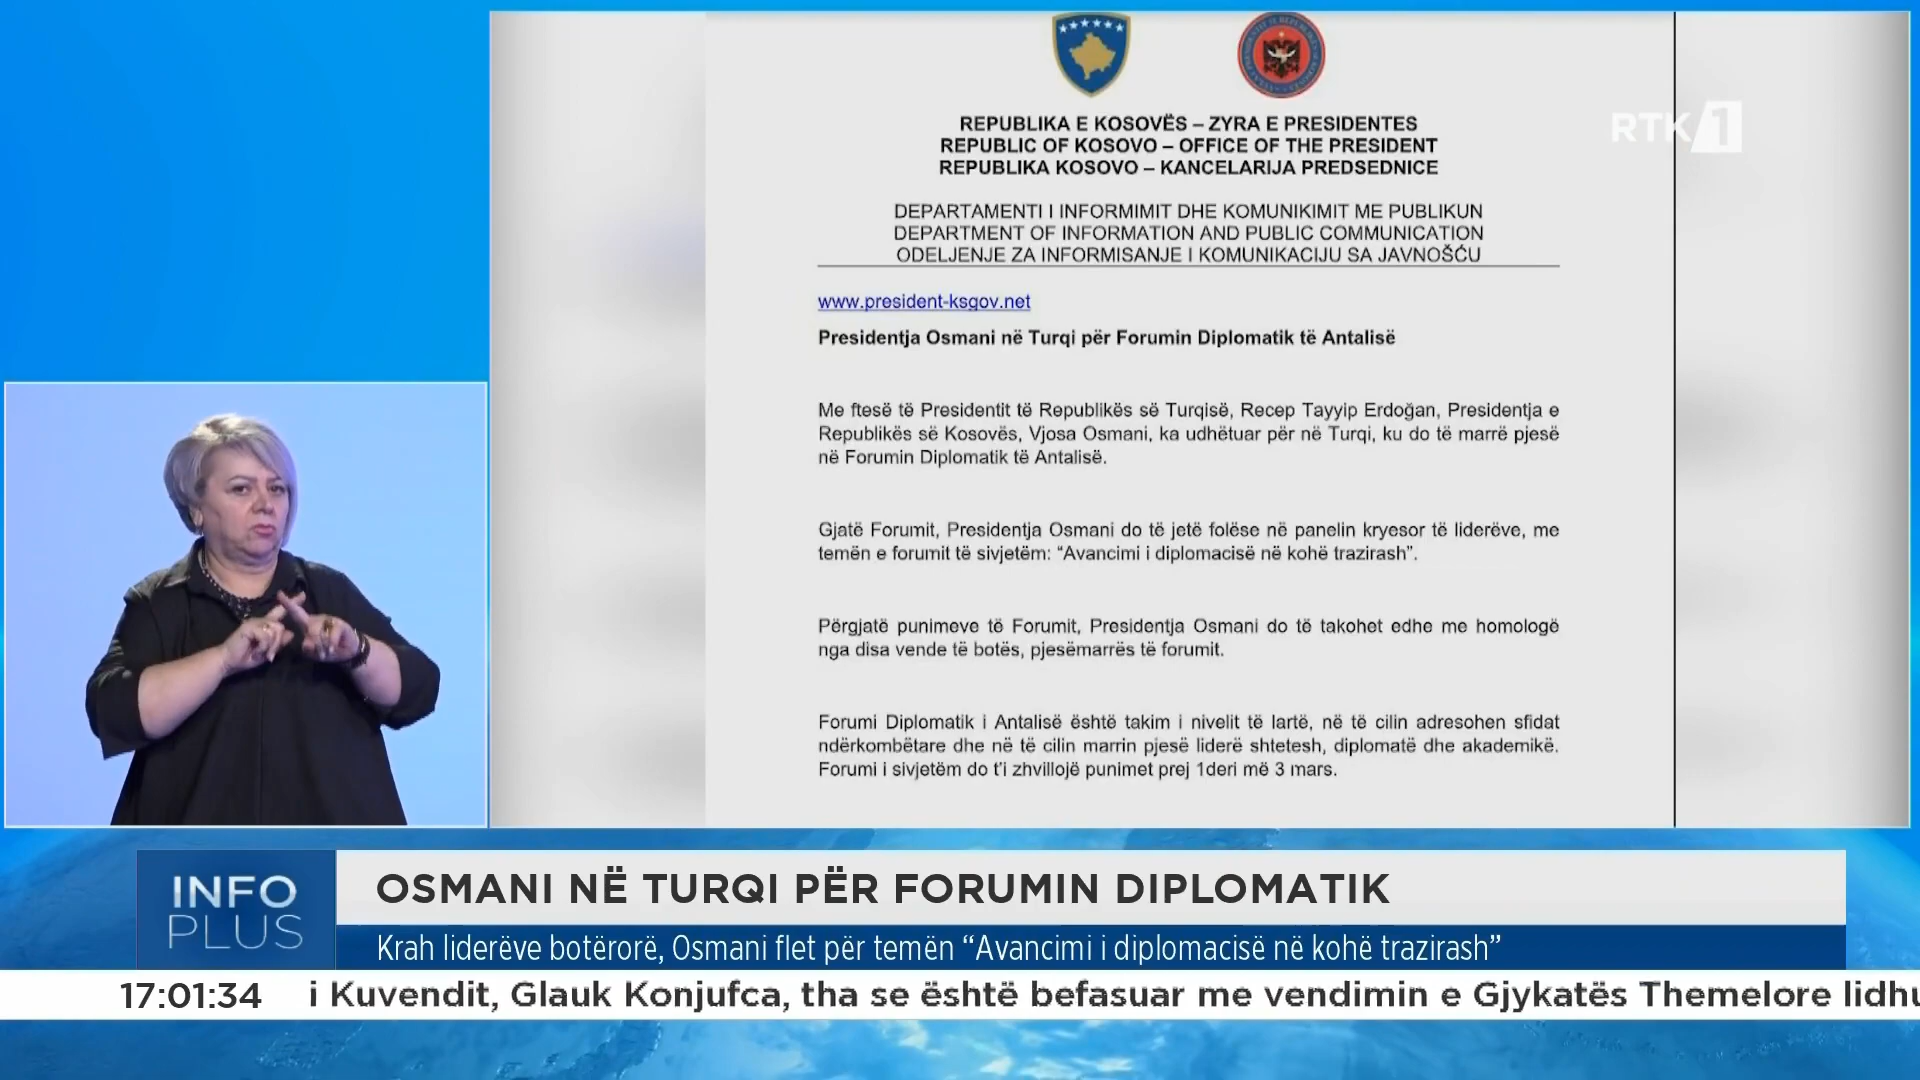 REPUBLIKA E KOSOVËS – ZYRA E PRESIDENTES
REPUBLIC OF KOSOVO – OFFICE OF THE PRESIDENT
REPUBLIKA KOSOVO – KANCELARIJA PREDSEDNICE
RTK 1
DEPARTAMENTI I INFORMIMIT DHE KOMUNIKIMIT ME PUBLIKUN
DEPARTMENT OF INFORMATION AND PUBLIC COMMUNICATION
ODELJENJE ZA INFORMISANJE I KOMUNIKACIJU SA JAVNOŠĆU
www.president-ksgov.net
Presidentja Osmani në Turqi për Forumin Diplomatik të Antalisë
Me ftesë të Presidentit të Republikës së Turqisë, Recep Tayyip Erdoğan, Presidentja e
Republikës së Kosovës, Vjosa Osmani, ka udhëtuar për në Turqi, ku do të marrë pjesë
në Forumin Diplomatik të Antalisë.
Gjatë Forumit, Presidentja Osmani do të jetë folëse në panelin kryesor të liderëve, me
temën e forumit të sivjetëm: “Avancimi i diplomacisë në kohë trazirash”.
Përgjatë punimeve të Forumit, Presidentja Osmani do të takohet edhe me homologë
nga disa vende të botës, pjesëmarrës të forumit.
Forumi Diplomatik i Antalisë është takim i nivelit të lartë, në të cilin adresohen sfidat
ndërkombëtare dhe në të cilin marrin pjesë liderë shtetesh, diplomatë dhe akademikë.
Forumi i sivjetëm do t’i zhvillojë punimet prej 1deri më 3 mars.
INFO
PLUS
OSMANI NË TURQI PËR FORUMIN DIPLOMATIK
Krah liderëve botërorë, Osmani flet për temën “Avancimi i diplomacisë në kohë trazirash”
17:01:34 i Kuvendit, Glauk Konjufca, tha se është befasuar me vendimin e Gjykatës Themelore lidhu